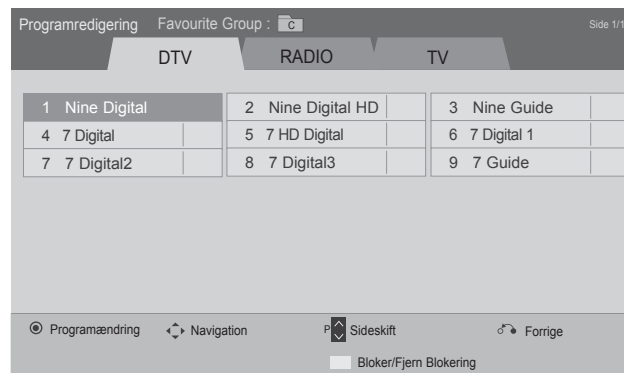 Programredigering Favourite Group : C Side 1/1
DTV RADIO TV
1 Nine Digital 2 Nine Digital HD 3 Nine Guide
4 7 Digital 5 7 HD Digital 6 7 Digital 1
7 7 Digital2 8 7 Digital3 9 7 Guide
Programændring Navigation P Sideskift Forrige
Bloker/Fjern Blokering